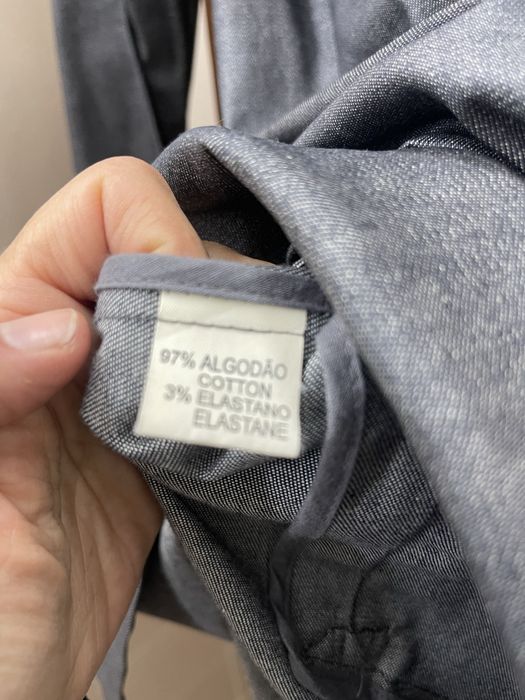 97% ALGODÃO
COTTON
3% ELASTANO
ELASTANE